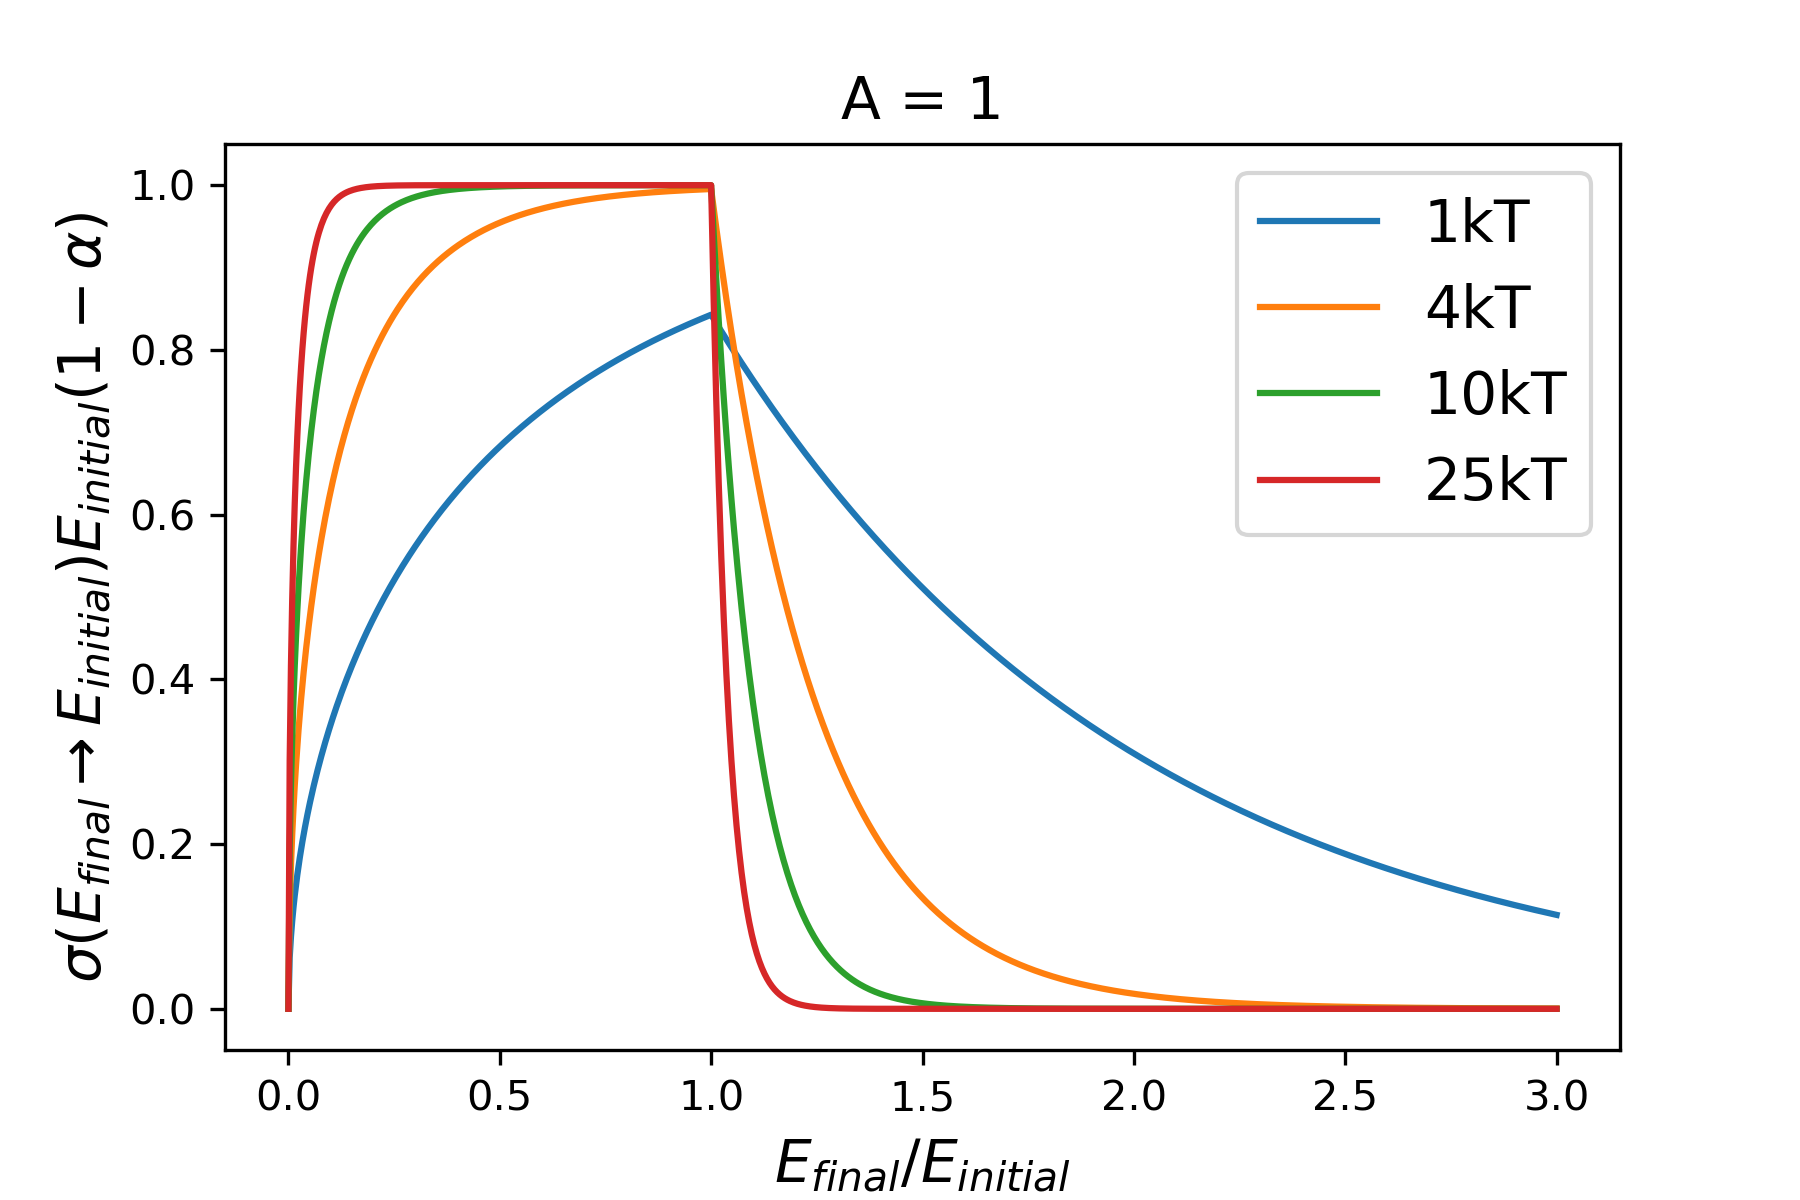 A = 1
σ(E_final → E_initial)E_initial(1 − α)
1.0
0.8
0.6
0.4
0.2
0.0
1kT
4kT
10kT
25kT
0.0 0.5 1.0 1.5 2.0 2.5 3.0
E_final/E_initial